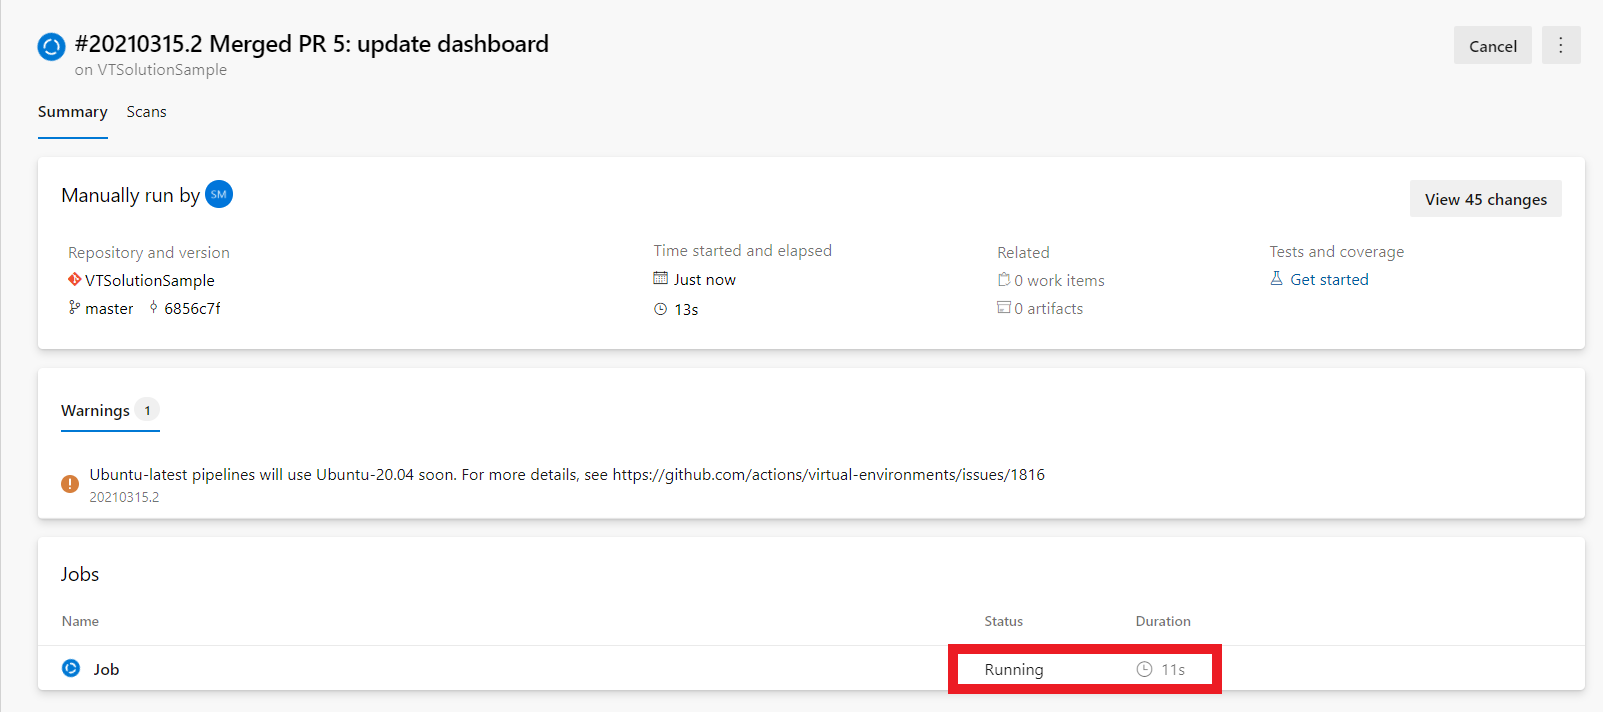 #20210315.2 Merged PR 5: update dashboard
on VTSolutionSample
Cancel
Summary Scans
Manually run by SM
View 45 changes
Repository and version
VTSolutionSample
master 6856c7f
Time started and elapsed
Just now
13s
Related
0 work items
0 artifacts
Tests and coverage
Get started
Warnings 1
Ubuntu-latest pipelines will use Ubuntu-20.04 soon. For more details, see https://github.com/actions/virtual-environments/issues/1816
20210315.2
Jobs
Name Status Duration
Job Running 11s